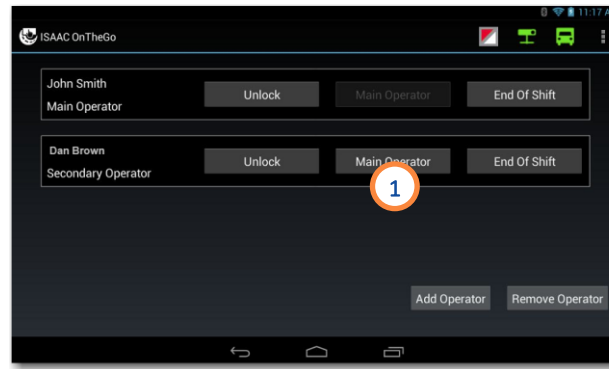 11:17 A
ISAAC OnTheGo
John Smith
Main Operator
Unlock
Main Operator
End Of Shift
Dan Brown
Secondary Operator
Unlock
Main Operator
End Of Shift
1
Add Operator
Remove Operator